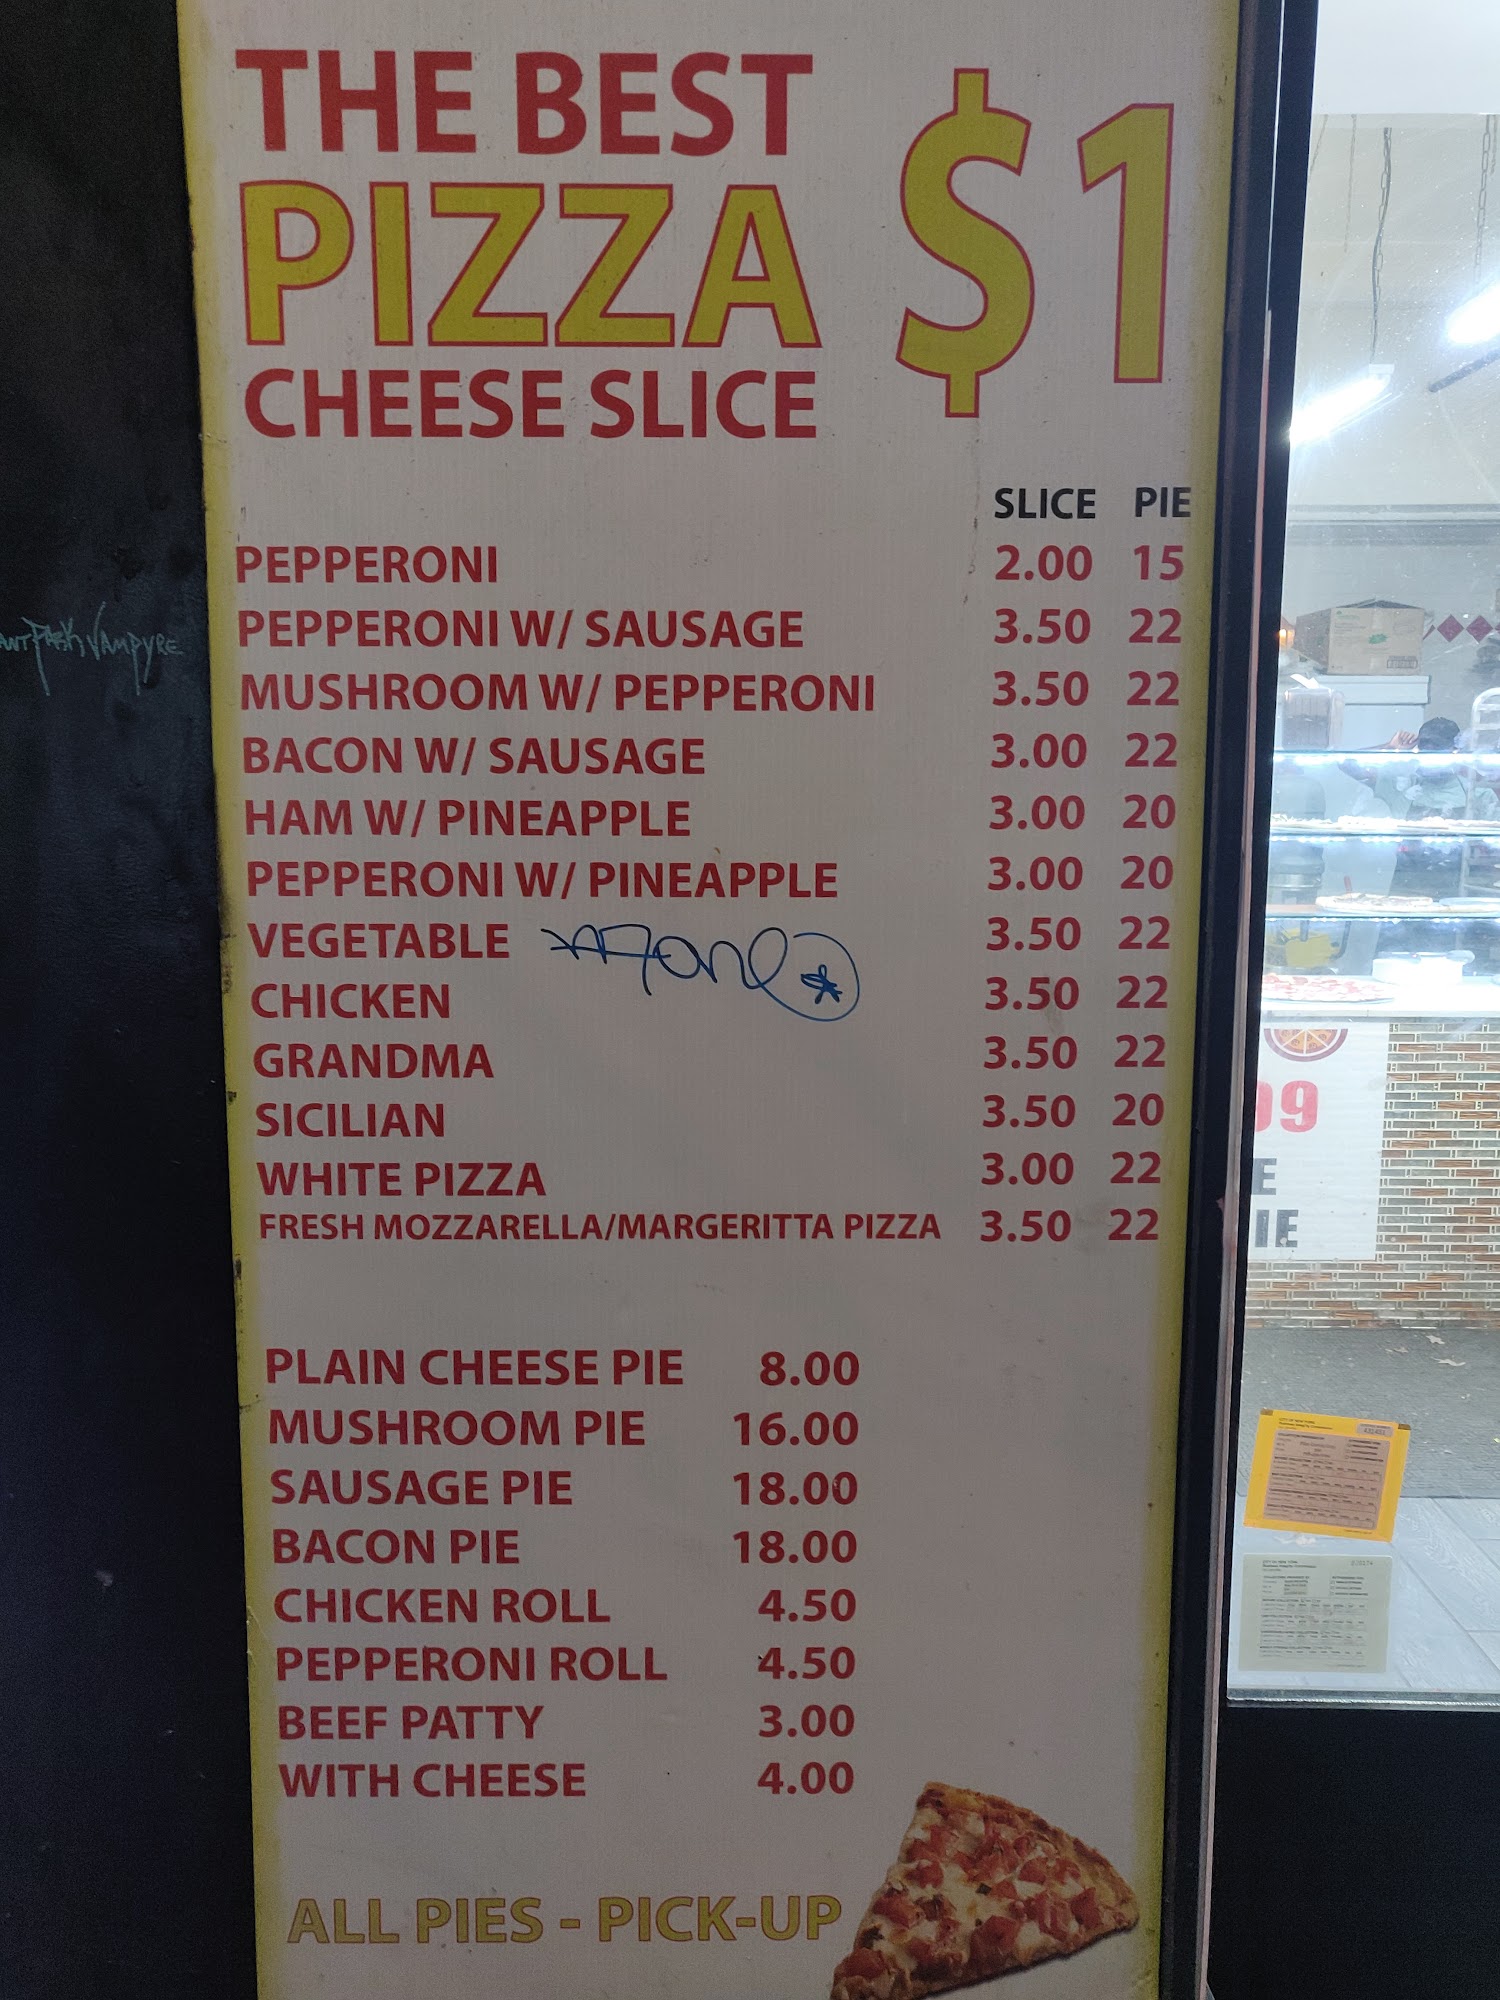 THE BEST
PIZZA
CHEESE SLICE
$1
SLICE PIE
PEPPERONI 2.00 15
PEPPERONI W/ SAUSAGE 3.50 22
MUSHROOM W/ PEPPERONI 3.50 22
BACON W/ SAUSAGE 3.00 22
HAM W/ PINEAPPLE 3.00 20
PEPPERONI W/ PINEAPPLE 3.00 20
VEGETABLE 3.50 22
CHICKEN 3.50 22
GRANDMA 3.50 22
SICILIAN 3.50 20
WHITE PIZZA 3.00 22
FRESH MOZZARELLA/MARGERITTA PIZZA 3.50 22
PLAIN CHEESE PIE 8.00
MUSHROOM PIE 16.00
SAUSAGE PIE 18.00
BACON PIE 18.00
CHICKEN ROLL 4.50
PEPPERONI ROLL 4.50
BEEF PATTY 3.00
WITH CHEESE 4.00
ALL PIES - PICK-UP
VAMPYRE
99
E
IE